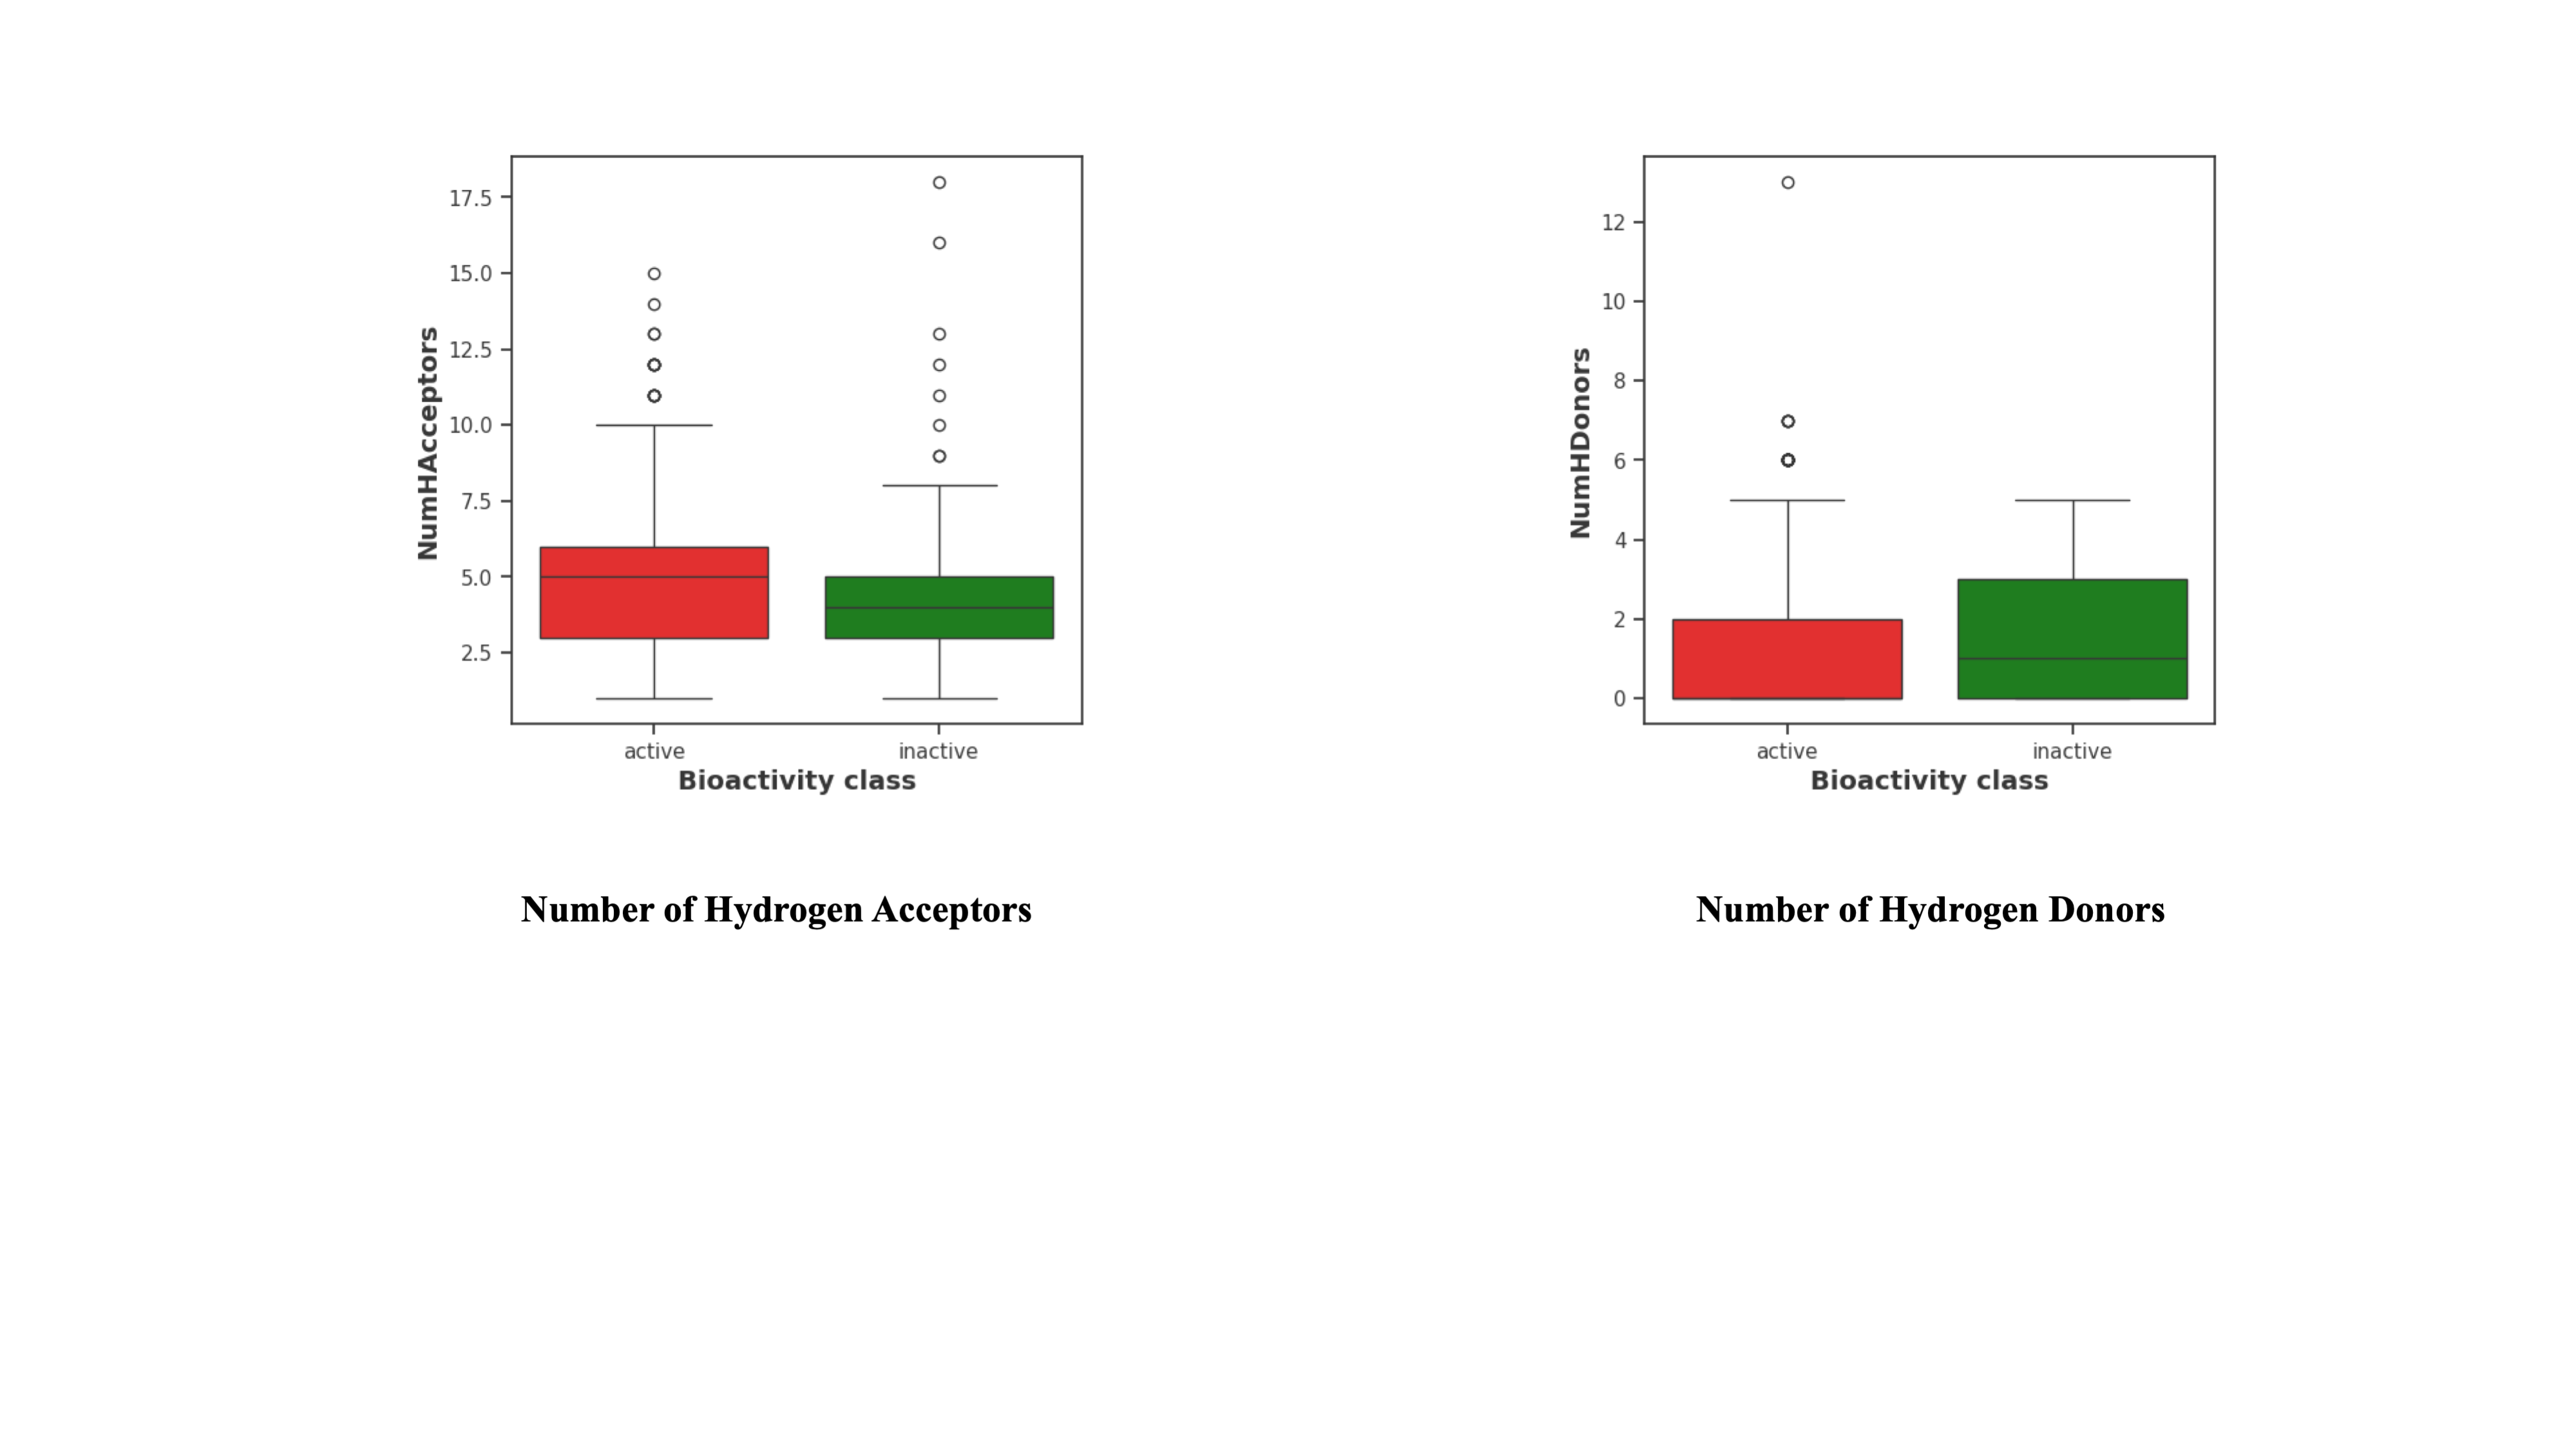 NumHAcceptors
17.5
15.0
12.5
10.0
7.5
5.0
2.5
active
inactive
Bioactivity class
Number of Hydrogen Acceptors
NumHDonors
12
10
8
6
4
2
0
active
inactive
Bioactivity class
Number of Hydrogen Donors